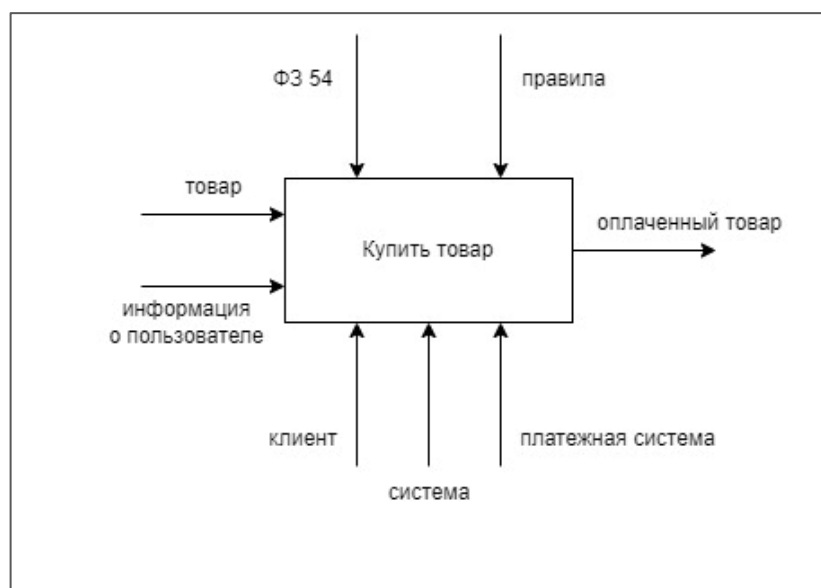 ФЗ 54
правила
товар
оплаченный товар
Купить товар
информация
о пользователе
клиент
платежная система
система